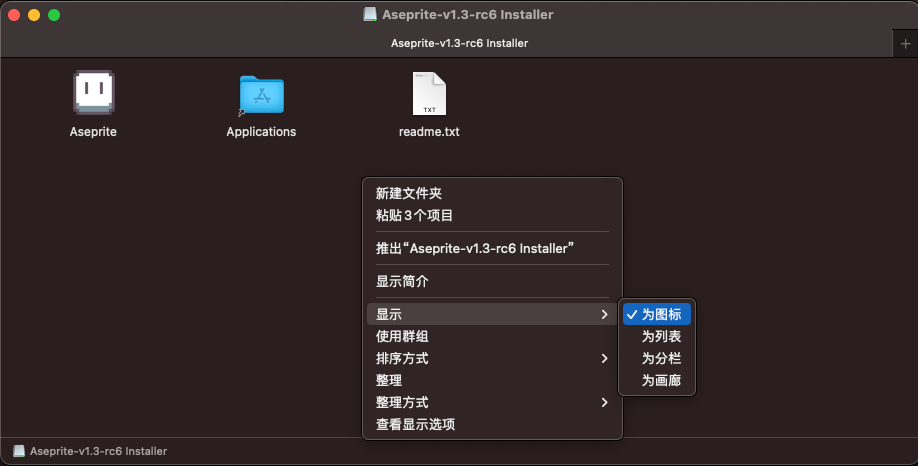 Aseprite-v1.3-rc6 Installer
Aseprite-v1.3-rc6 Installer
Aseprite
Applications
TXT
readme.txt
新建文件夹
粘贴3个项目
推出“Aseprite-v1.3-rc6 Installer”
显示简介
显示
为图标
使用群组
为列表
排序方式
为分栏
整理
为画廊
整理方式
查看显示选项
Aseprite-v1.3-rc6 Installer